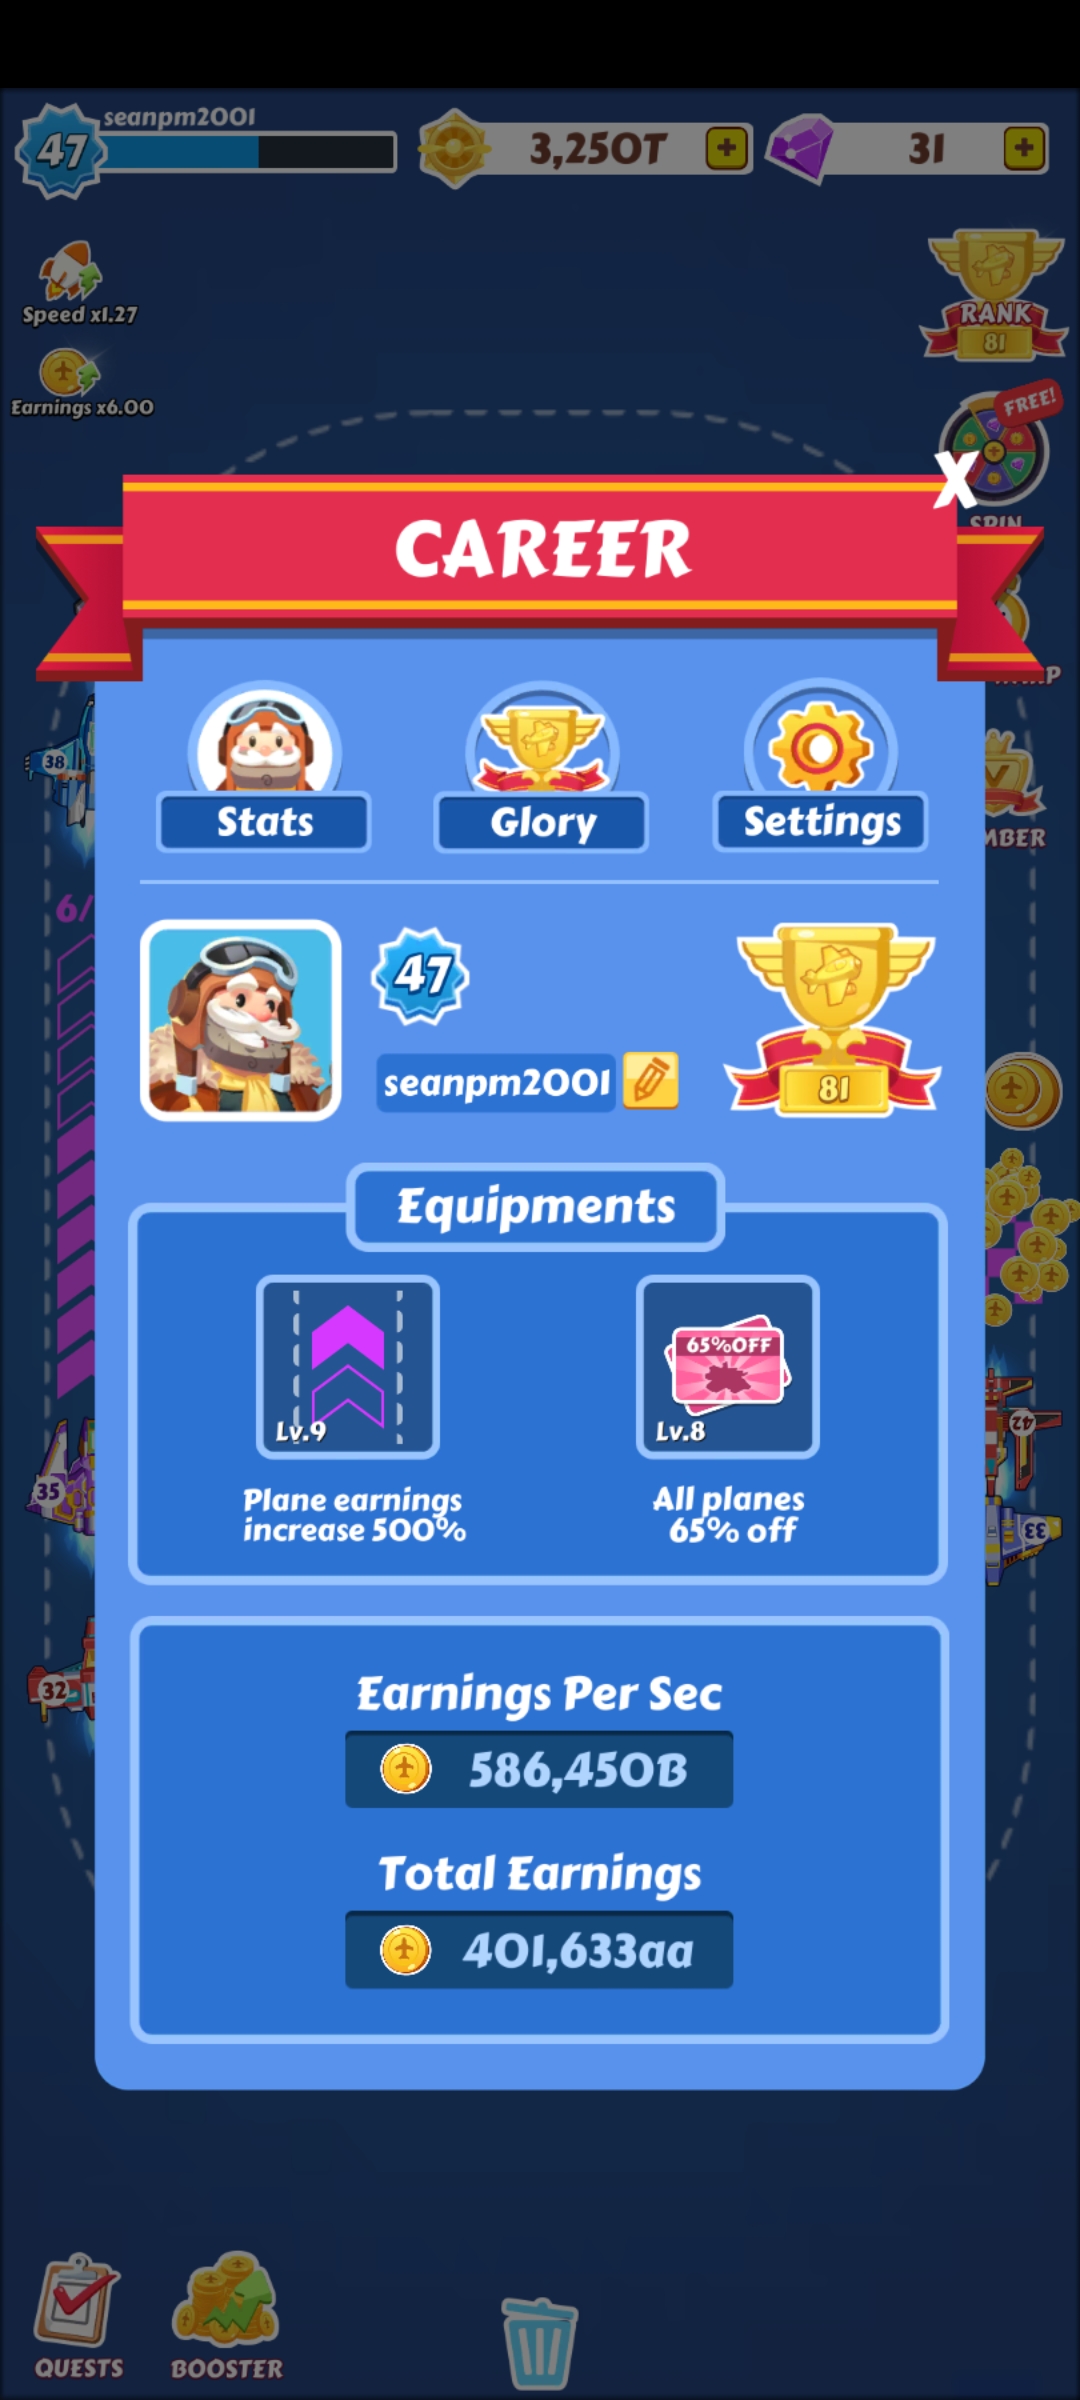 seanpm2001
47
3,250T
31
Speed x1.27
Earnings x6.00
RANK
81
FREE!
SPIN
CAREER
X
Stats
Glory
Settings
38
6/
47
seanpm2001
81
Equipments
65%OFF
Lv.9
Lv.8
Plane earnings
increase 500%
All planes
65% off
42
35
33
32
Earnings Per Sec
586,450B
Total Earnings
401,633aa
QUESTS
BOOSTER